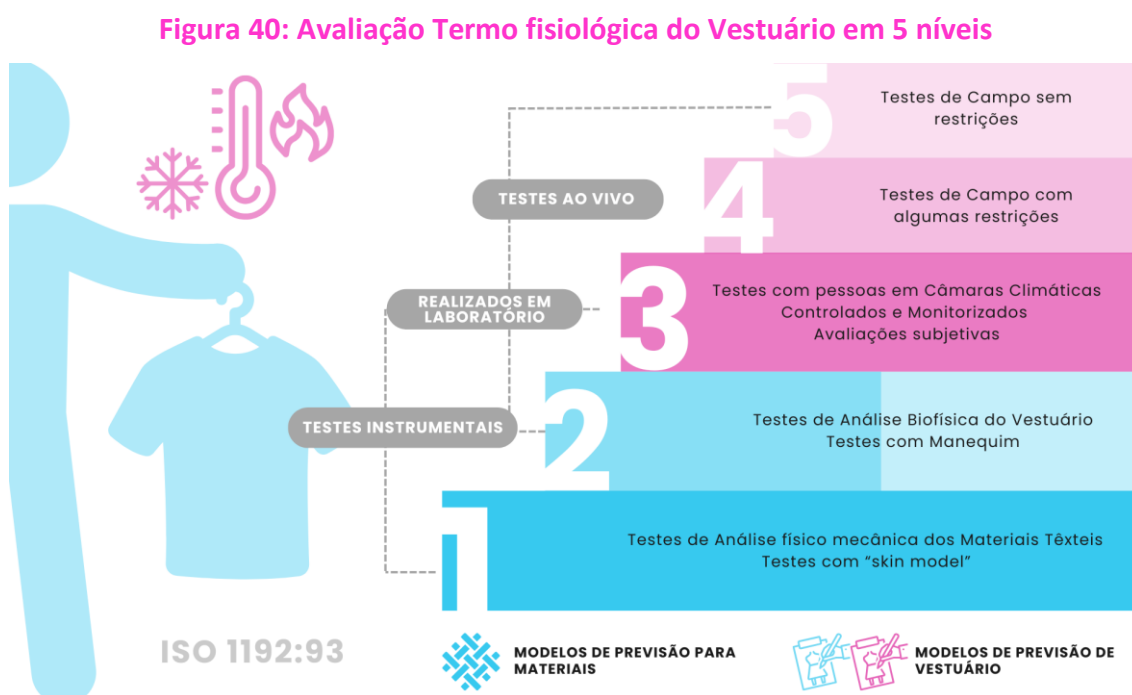 Figura 40: Avaliação Termo fisiológica do Vestuário em 5 níveis
5
Testes de Campo sem
restrições
TESTES AO VIVO
4
Testes de Campo com
algumas restrições
REALIZADOS EM
LABORATÓRIO
3
Testes com pessoas em Câmaras Climáticas
Controlados e Monitorizados
Avaliações subjetivas
TESTES INSTRUMENTAIS
2
Testes de Análise Biofísica do Vestuário
Testes com Manequim
1
Testes de Análise físico mecânica dos Materiais Têxteis
Testes com “skin model”
ISO 1192:93
MODELOS DE PREVISÃO PARA
MATERIAIS
MODELOS DE PREVISÃO DE
VESTUÁRIO